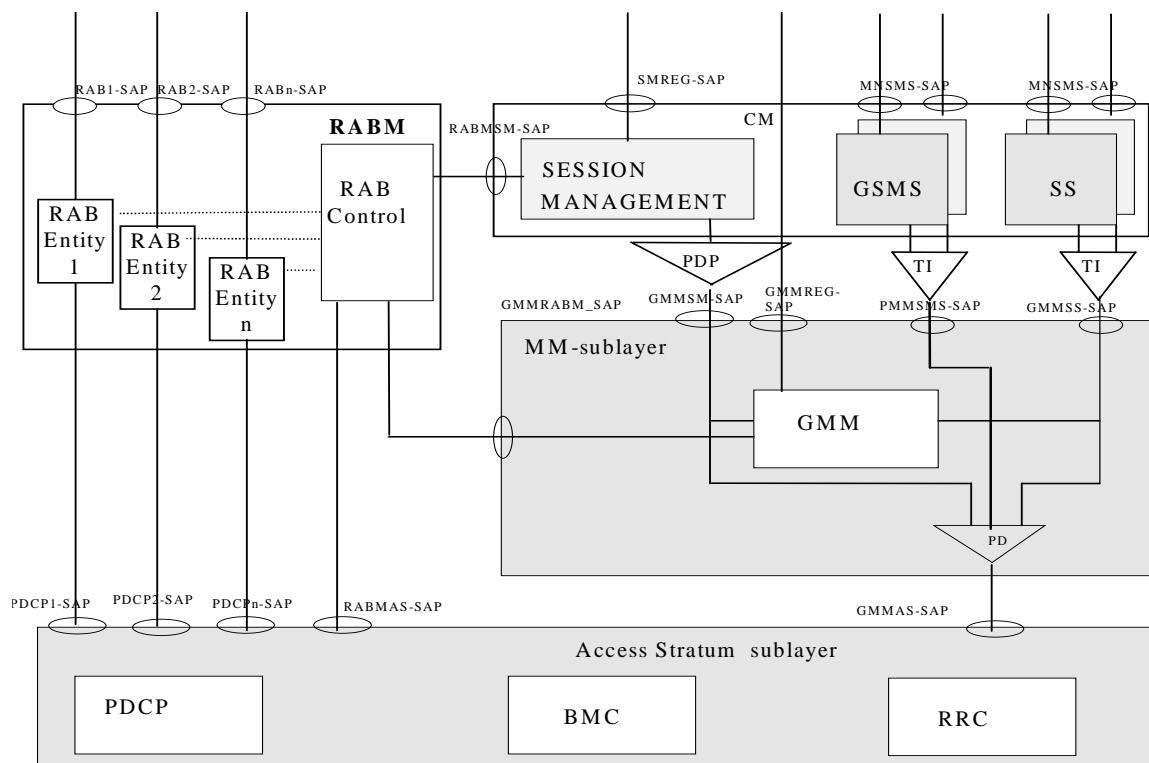 SMREG-SAP
MNSMS-SAP
MNSMS-SAP
RAB1-SAP
RAB2-SAP
RABn-SAP
CM
RABM
RABMSM-SAP
SESSION
MANAGEMENT
GSMS
SS
RAB
Control
RAB
Entity
1
RAB
Entity
2
RAB
Entity
n
PDP
TI
TI
GMMRABM_SAP
GMMSM-SAP
GMMREG-
SAP
PMMSMS-SAP
GMMSS-SAP
MM-sublayer
GMM
PD
PDCP1-SAP
PDCP2-SAP
PDCPn-SAP
RABMAS-SAP
GMMAS-SAP
Access Stratum sublayer
PDCP
BMC
RRC